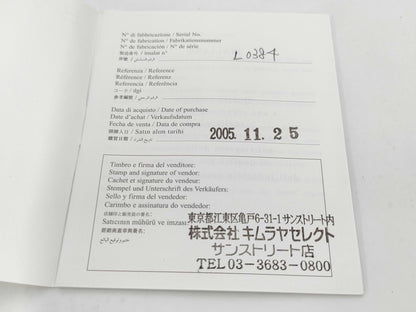 N° di fabbricazione / Serial No.
N° de fabrication / Fabrikationsnummer
N° de fabricación / N° de série
製造番号 / imalat n°
L0384
Referenza / Reference
Référence / Referenz
Referencia / Referência
コード / ilgi
Data di acquisto / Date of purchase
Date d'achat / Verkaufsdatum
Fecha de venta / Data de compra
購入日 / Satın alım tarihi
2005. 11. 25
Timbro e firma del venditore:
Stamp and signature of vendor:
Cachet et signature du vendeur:
Stempel und Unterschrift des Verkäufers:
Sello y firma del vendedor:
Carimbo e assinatura do vendedor:
Satıcının mühürü ve imzası
東京都江東区亀戸6-31-1 サンストリート内
株式会社 キムラヤセレクト
サンストリート店
TEL 03-3683-0800